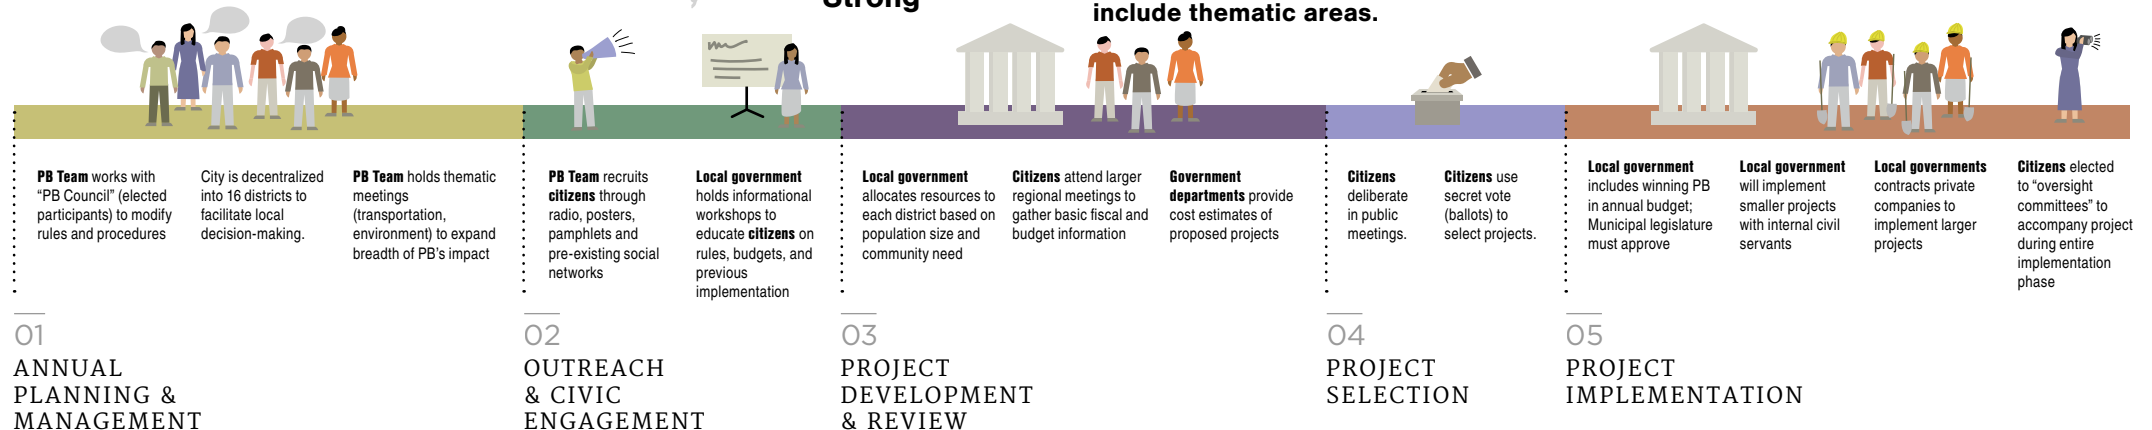 Strong
include thematic areas.
PB Team works with
“PB Council” (elected
participants) to modify
rules and procedures
City is decentralized
into 16 districts to
facilitate local
decision-making.
PB Team holds thematic
meetings
(transportation,
environment) to expand
breadth of PB’s impact
PB Team recruits
citizens through
radio, posters,
pamphlets and
pre-existing social
networks
Local government
holds informational
workshops to
educate citizens on
rules, budgets, and
previous
implementation
Local government
allocates resources to
each district based on
population size and
community need
Citizens attend larger
regional meetings to
gather basic fiscal and
budget information
Government
departments provide
cost estimates of
proposed projects
Citizens
deliberate
in public
meetings.
Citizens use
secret vote
(ballots) to
select projects.
Local government
includes winning PB
in annual budget;
Municipal legislature
must approve
Local government
will implement
smaller projects
with internal civil
servants
Local governments
contracts private
companies to
implement larger
projects
Citizens elected
to “oversight
committees” to
accompany project
during entire
implementation
phase
01
ANNUAL
PLANNING &
MANAGEMENT
02
OUTREACH
& CIVIC
ENGAGEMENT
03
PROJECT
DEVELOPMENT
& REVIEW
04
PROJECT
SELECTION
05
PROJECT
IMPLEMENTATION